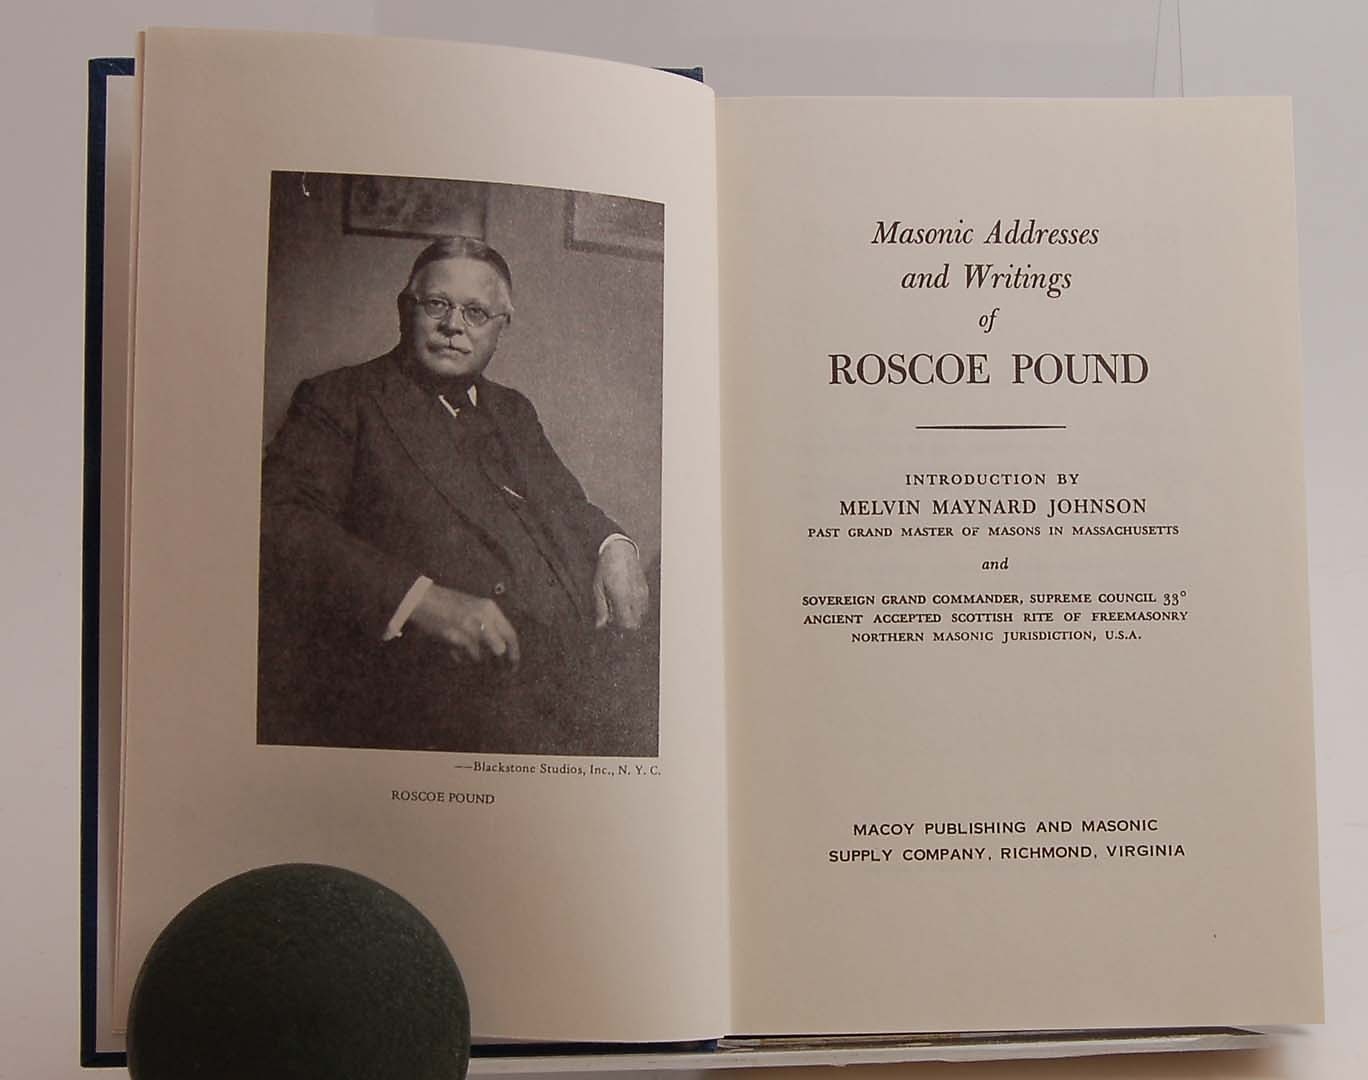 ——Blackstone Studios, Inc., N. Y. C.
ROSCOE POUND
Masonic Addresses
and Writings
of
ROSCOE POUND
INTRODUCTION BY
MELVIN MAYNARD JOHNSON
PAST GRAND MASTER OF MASONS IN MASSACHUSETTS
and
SOVEREIGN GRAND COMMANDER, SUPREME COUNCIL 33°
ANCIENT ACCEPTED SCOTTISH RITE OF FREEMASONRY
NORTHERN MASONIC JURISDICTION, U.S.A.
MACOY PUBLISHING AND MASONIC
SUPPLY COMPANY, RICHMOND, VIRGINIA